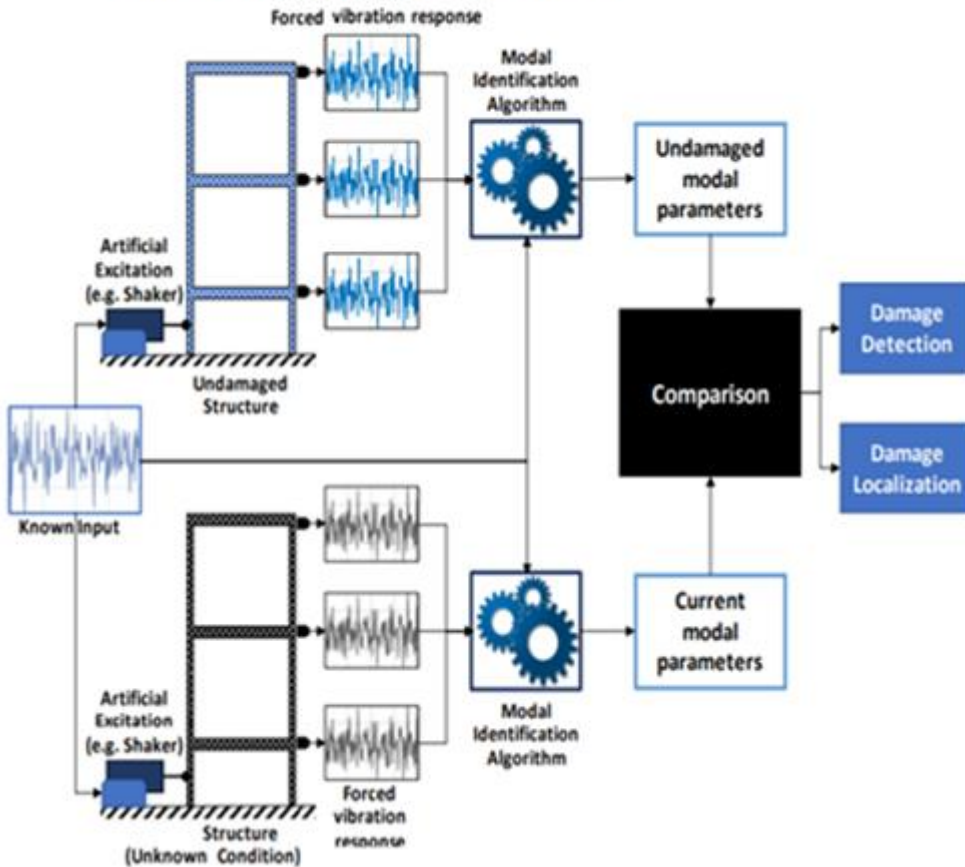 Forced vibration response
Modal
Identification
Algorithm
Undamaged
modal
parameters
Artificial
Excitation
(e.g. Shaker)
Undamaged
Structure
Damage
Detection
Comparison
Damage
Localization
Known Input
Current
modal
parameters
Artificial
Excitation
(e.g. Shaker)
Modal
Identification
Algorithm
Forced
vibration
response
Structure
(Unknown Condition)